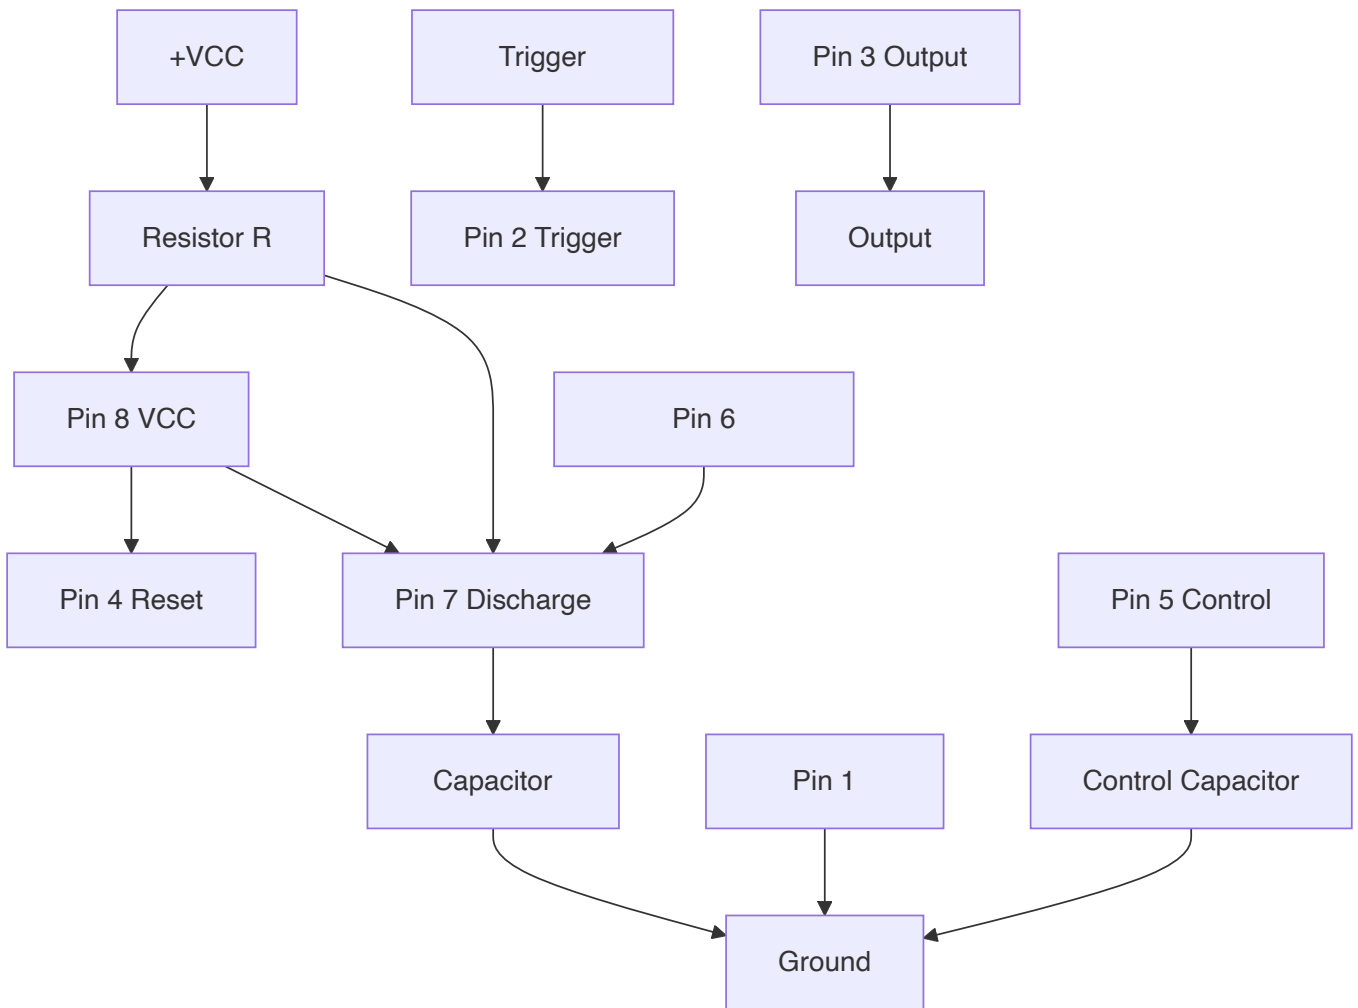 +VCC
Trigger
Pin 3 Output
Resistor R
Pin 2 Trigger
Output
Pin 8 VCC
Pin 6
Pin 4 Reset
Pin 7 Discharge
Pin 5 Control
Capacitor
Pin 1
Control Capacitor
Ground